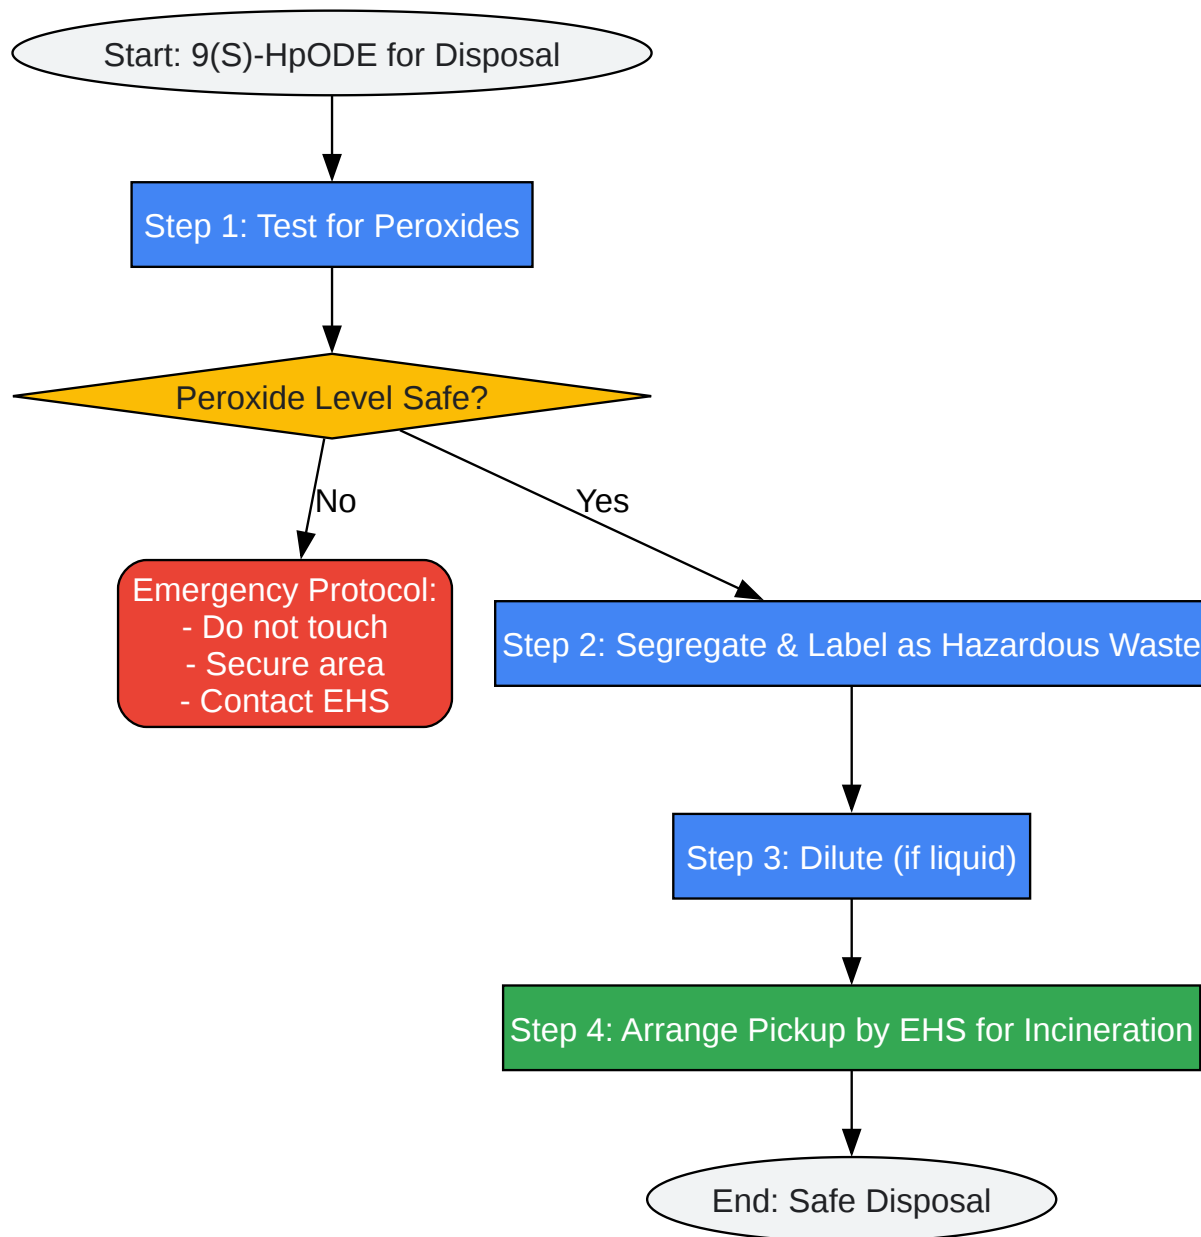 Start: 9(S)-HpODE for Disposal
Step 1: Test for Peroxides
Peroxide Level Safe?
No
Yes
Emergency Protocol:
- Do not touch
- Secure area
- Contact EHS
Step 2: Segregate & Label as Hazardous Waste
Step 3: Dilute (if liquid)
Step 4: Arrange Pickup by EHS for Incineration
End: Safe Disposal